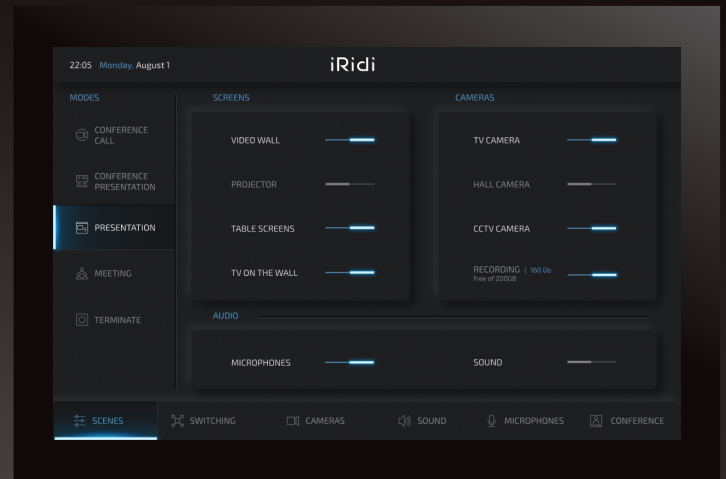 22:05 Monday, August 1
iRidi
MODES
CONFERENCE
CALL
CONFERENCE
PRESENTATION
PRESENTATION
MEETING
TERMINATE
SCREENS
VIDEO WALL
PROJECTOR
TABLE SCREENS
TV ON THE WALL
CAMERAS
TV CAMERA
HALL CAMERA
CCTV CAMERA
RECORDING | 160 Gb
free of 200GB
AUDIO
MICROPHONES
SOUND
SCENES
SWITCHING
CAMERAS
SOUND
MICROPHONES
CONFERENCE